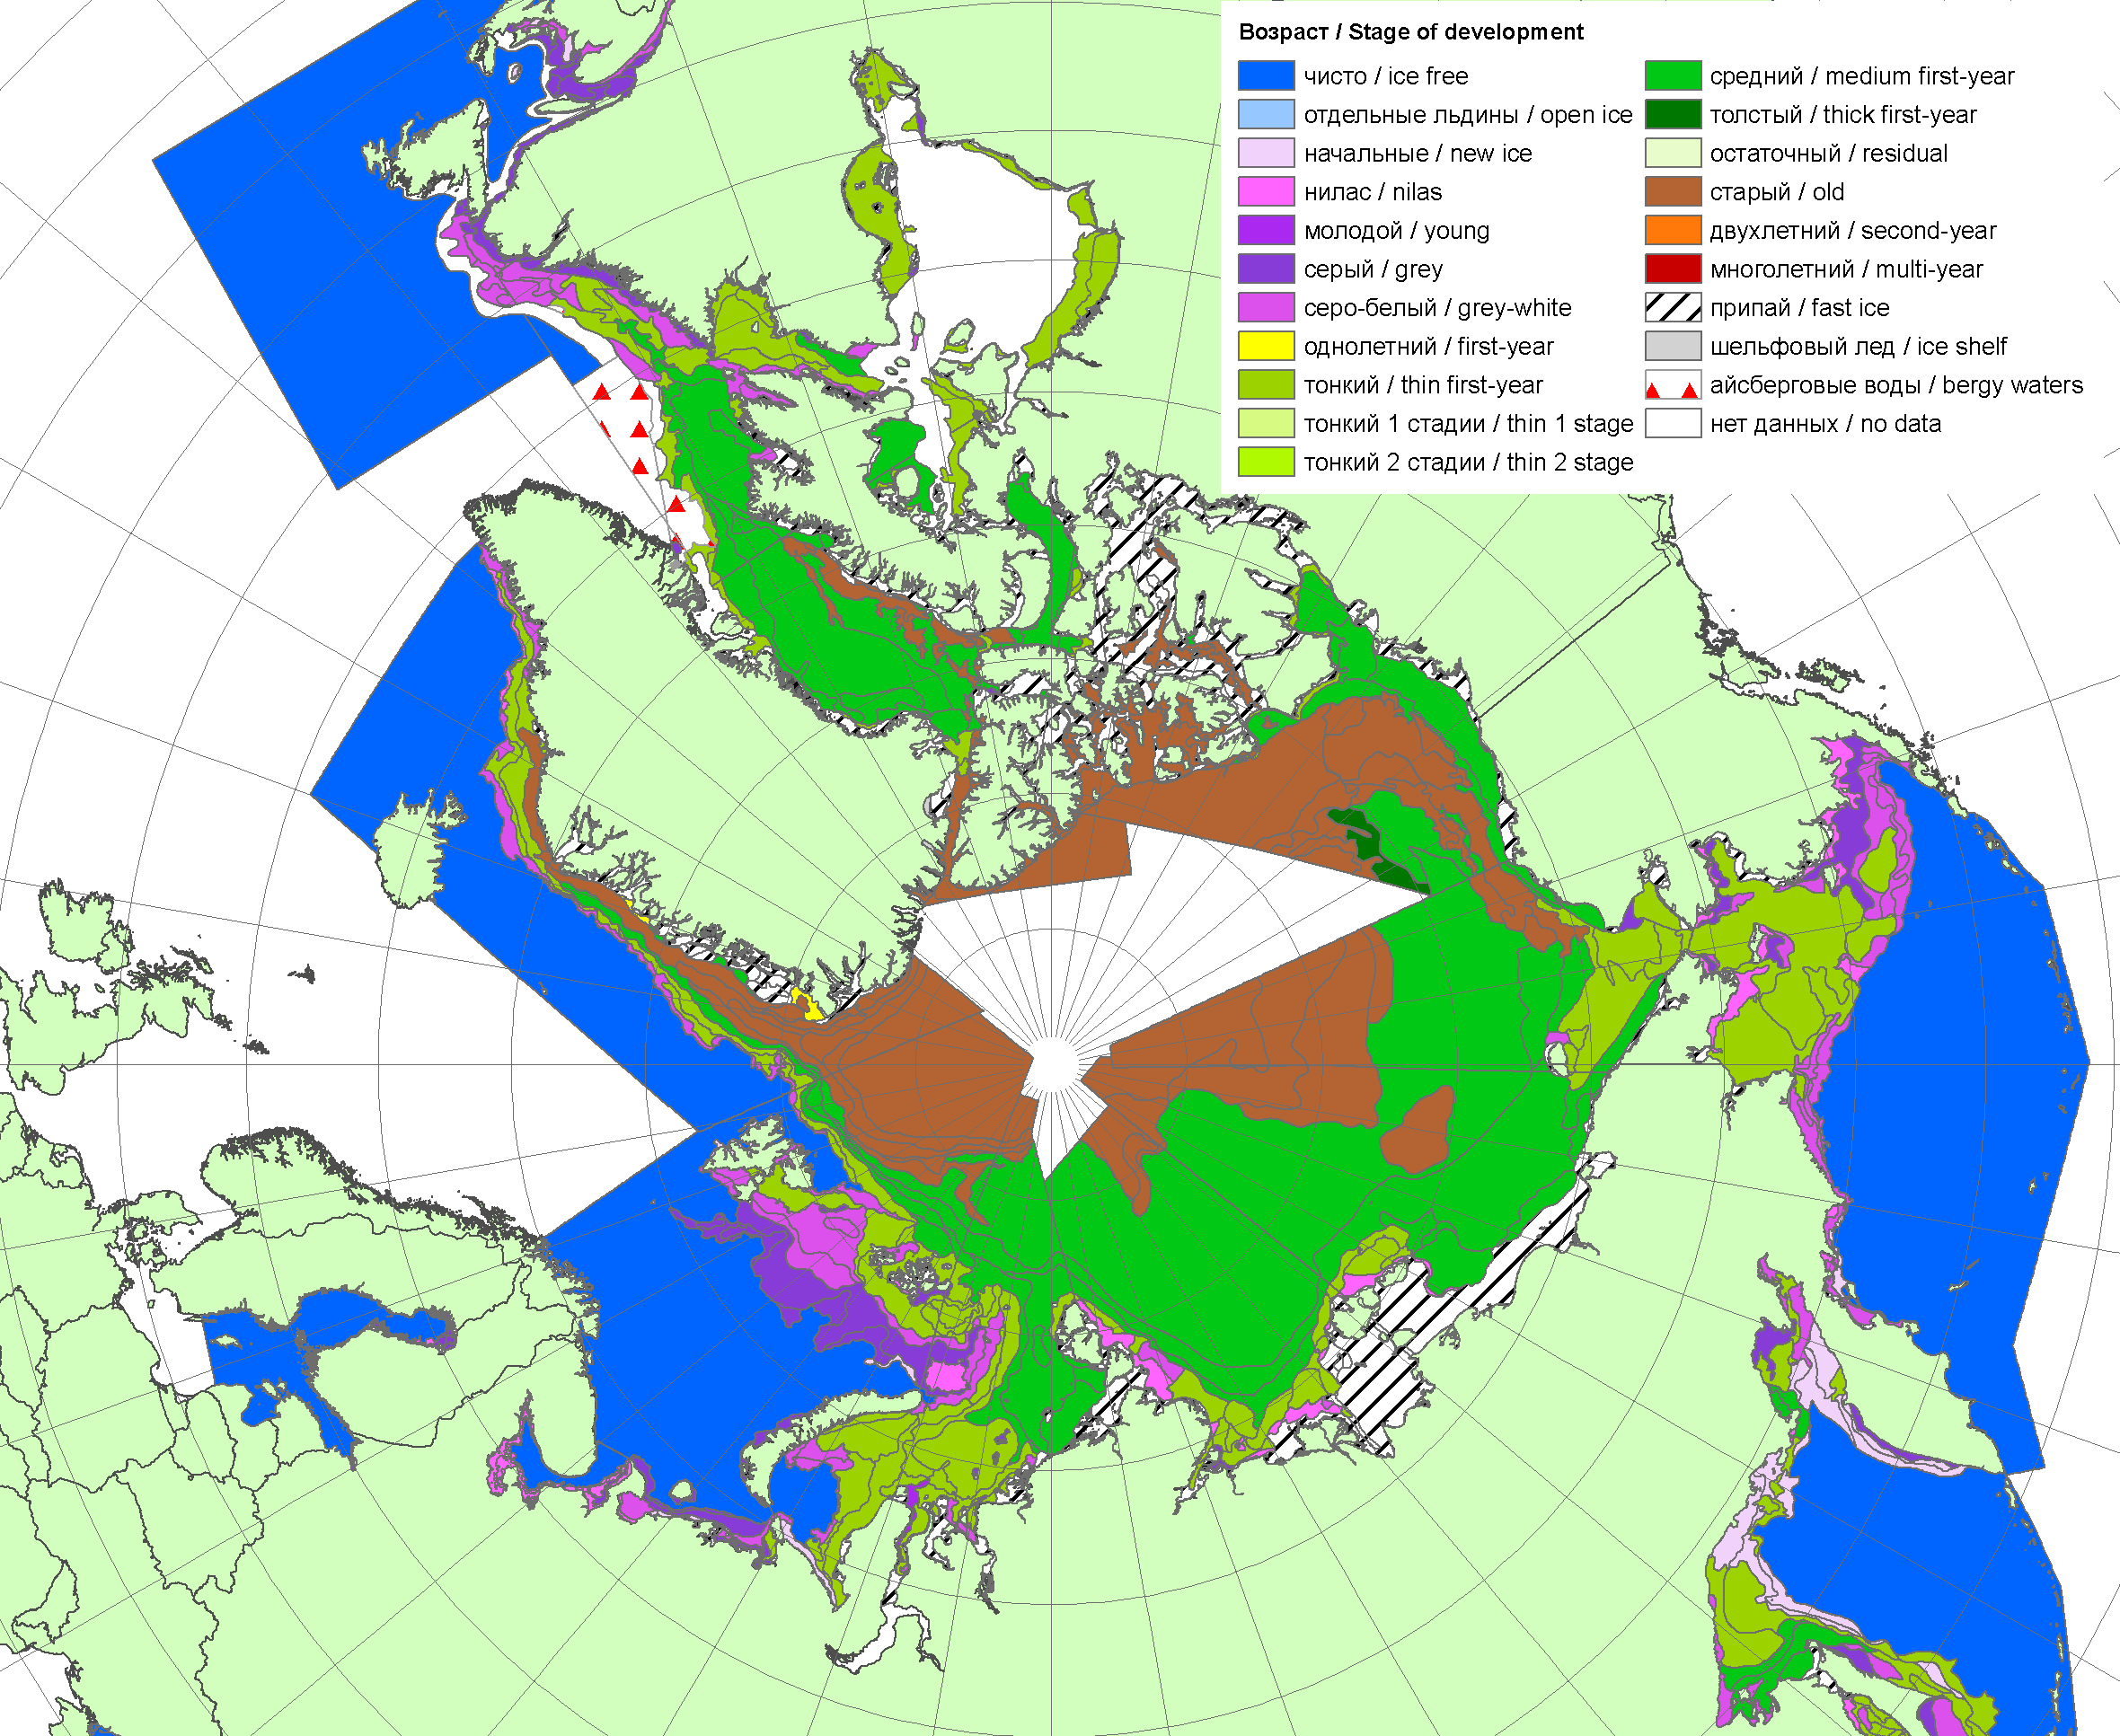 Возраст / Stage of development
чисто / ice free
отдельные льдины / open ice
начальные / new ice
нилас / nilas
молодой / young
серый / grey
серо-белый / grey-white
однолетний / first-year
тонкий / thin first-year
тонкий 1 стадии / thin 1 stage
тонкий 2 стадии / thin 2 stage
средний / medium first-year
толстый / thick first-year
остаточный / residual
старый / old
двухлетний / second-year
многолетний / multi-year
припай / fast ice
шельфовый лед / ice shelf
айсберговые воды / bergy waters
нет данных / no data